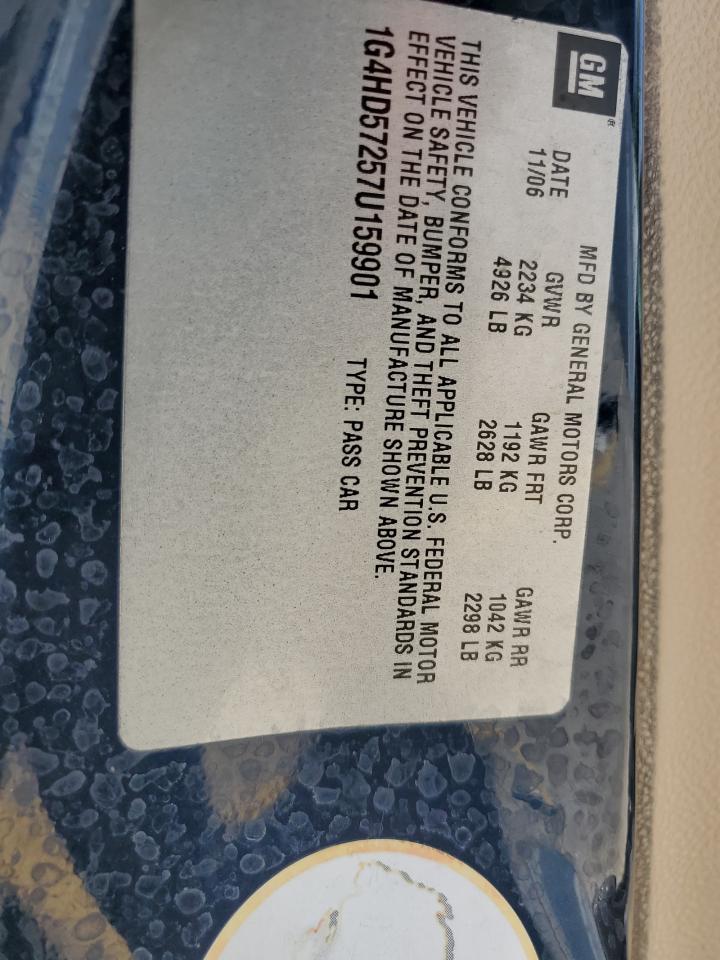 GM
MFD BY GENERAL MOTORS CORP.
DATE GVWR GAWR FRT GAWR RR
11/06 2234 KG 1192 KG 1042 KG
4926 LB 2628 LB 2298 LB
THIS VEHICLE CONFORMS TO ALL APPLICABLE U.S. FEDERAL MOTOR
VEHICLE SAFETY, BUMPER, AND THEFT PREVENTION STANDARDS IN
EFFECT ON THE DATE OF MANUFACTURE SHOWN ABOVE.
1G4HD57257U159901 TYPE: PASS CAR